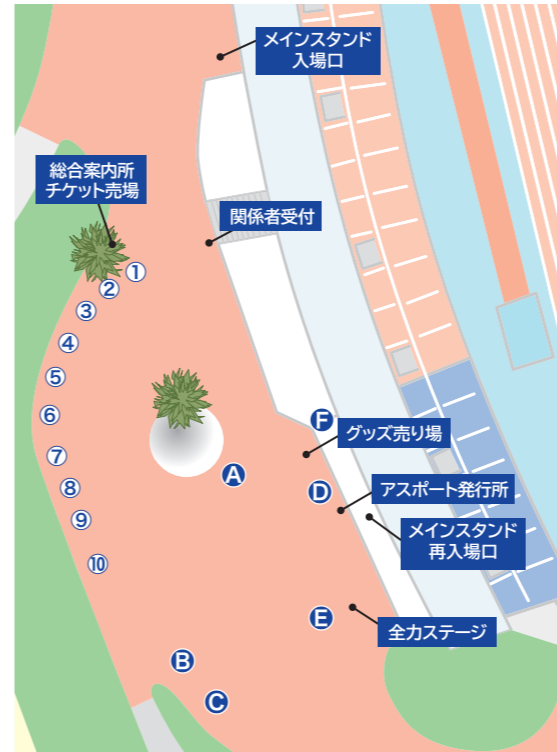 メインスタンド
入場口
総合案内所
チケット売場
関係者受付
①
②
③
④
⑤
⑥
⑦
⑧
⑨
⑩
F
グッズ売り場
A
D
アスポート発行所
メインスタンド
再入場口
E
全力ステージ
B
C